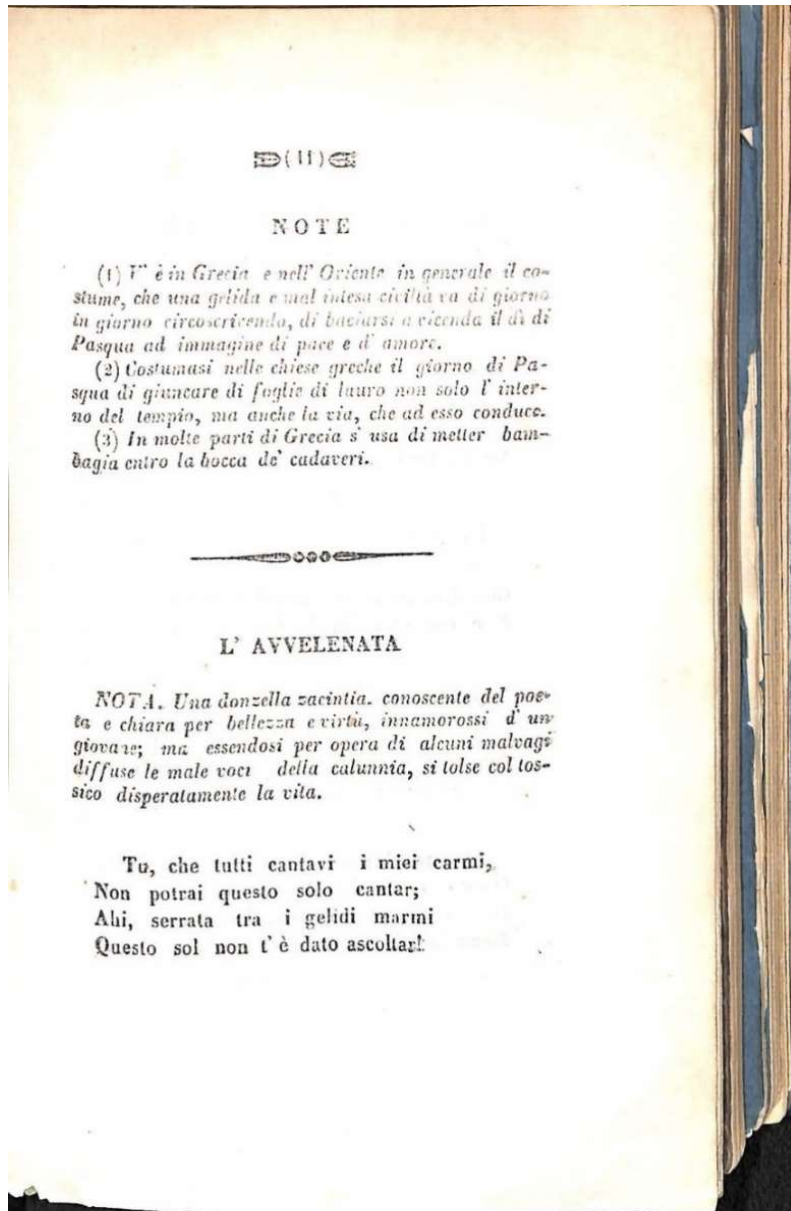 (11)
NOTE
(1) V' è in Grecia e nell' Oriente in generale il co-
stume, che una gelida e mal intesa civiltà va di giorno
in giorno circoscrivendo, di baciarsi a vicenda il dì di
Pasqua ad immagine di pace e d' amore.
(2) Costumasi nelle chiese greche il giorno di Pa-
squa di giuncare di foglie di lauro non solo l' inter-
no del tempio, ma anche la via, che ad esso conduce.
(3) In molte parti di Grecia s' usa di metter bam-
bagia entro la bocca de' cadaveri.
L' AVVELENATA
NOTA. Una donzella zacintia. conoscente del poe-
ta e chiara per bellezza e virtù, innamorossi d' un
giovane; ma essendosi per opera di alcuni malvagi
diffuse le male voci della calunnia, si tolse col tos-
sico disperatamente la vita.
Tu, che tutti cantavi i miei carmi,
Non potrai questo solo cantar;
Ahi, serrata tra i gelidi marmi
Questo sol non t' è dato ascoltar!